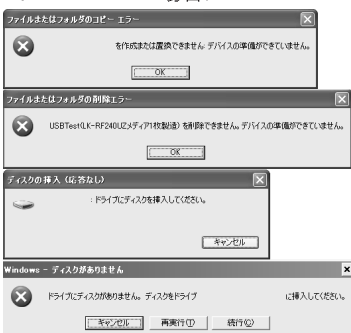 ファイルまたはフォルダのコピー エラー
を作成または置換できません: デバイスの準備ができていません。
OK
ファイルまたはフォルダの削除エラー
USBTest(LK-RF240UZメディア1枚製造) を削除できません。デバイスの準備ができていません。
OK
ディスクの挿入 (応答なし)
: ドライブにディスクを挿入してください。
キャンセル
Windows - ディスクがありません
ドライブにディスクがありません。ディスクをドライブ に挿入してください。
キャンセル 再実行(T) 続行(C)